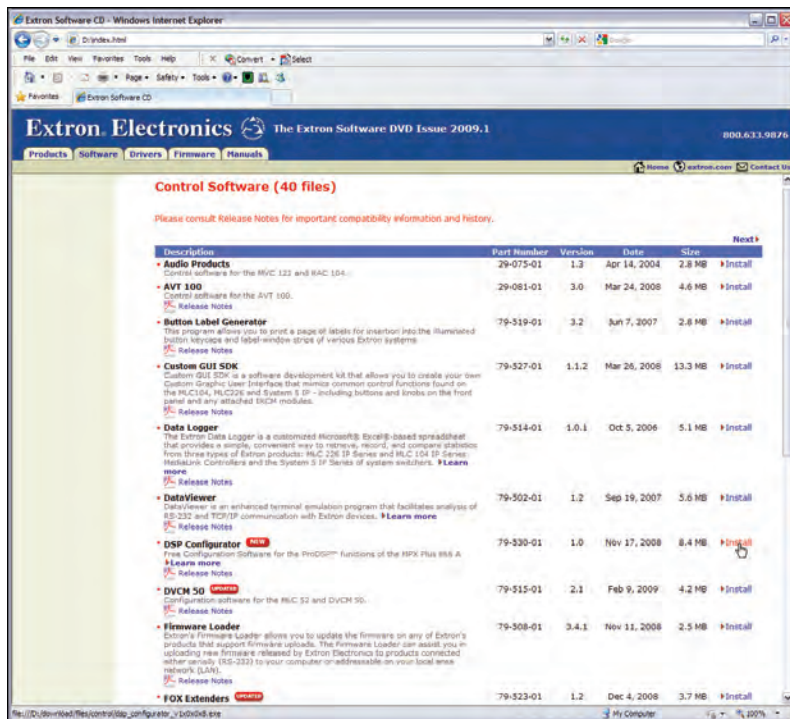 Extron Software CD - Windows Internet Explorer
D:\index.html
File Edit View Favorites Tools Help Convert Select
Page Safety Tools
Favorites Extron Software CD
Extron Electronics The Extron Software DVD Issue 2009.1 800.633.9876
Products Software Drivers Firmware Manuals
Home extron.com Contact Us
Control Software (40 files)
Please consult Release Notes for important compatibility information and history.
Next
Description Part Number Version Date Size
Audio Products 29-075-01 1.3 Apr 14, 2004 2.8 MB Install
Control software for the MVC 121 and RAC 104.
AVT 100 29-081-01 3.0 Mar 24, 2008 4.6 MB Install
Control software for the AVT 100.
Release Notes
Button Label Generator 79-519-01 3.2 Jun 7, 2007 2.8 MB Install
This program allows you to print a page of labels for insertion into the illuminated
button keycaps and label-window strips of various Extron systems.
Release Notes
Custom GUI SDK 79-527-01 1.1.2 Mar 26, 2008 13.3 MB Install
Custom GUI SDK is a software development kit that allows you to create your own
Custom Graphic User Interface that mimics common control functions found on
the MLC104, MLC226 and System 5 IP - including buttons and knobs on the front
panel and any attached IRCM modules.
Release Notes
Data Logger 79-514-01 1.0.1 Oct 5, 2006 5.1 MB Install
The Extron Data Logger is a customized Microsoft® Excel®-based spreadsheet
that provides a simple, convenient way to retrieve, record, and compare statistics
from three types of Extron products: MLC 226 IP Series and MLC 104 IP Series
MediaLink Controllers and the System 5 IP Series of system switchers. Learn
more
Release Notes
DataViewer 79-502-01 1.2 Sep 19, 2007 5.6 MB Install
DataViewer is an enhanced terminal emulation program that facilitates analysis of
RS-232 and TCP/IP communication with Extron devices. Learn more
Release Notes
DSP Configurator NEW 79-530-01 1.0 Nov 17, 2008 8.4 MB Install
Free Configuration Software for the ProDSP™ functions of the MPX Plus 866 A
Learn more
Release Notes
DVCM 50 UPDATED 79-515-01 2.1 Feb 9, 2009 4.2 MB Install
Configuration software for the MLC 52 and DVCM 50.
Release Notes
Firmware Loader 79-508-01 3.4.1 Nov 11, 2008 2.5 MB Install
Extron's Firmware Loader allows you to update the firmware on any of Extron's
products that support firmware uploads. The Firmware Loader can assist you in
uploading new firmware released by Extron Electronics to products connected
either serially (RS-232) to your computer or addressable on your local area
network (LAN).
Release Notes
FOX Extenders UPDATED 79-523-01 1.2 Dec 4, 2008 3.7 MB Install
My Computer 100%